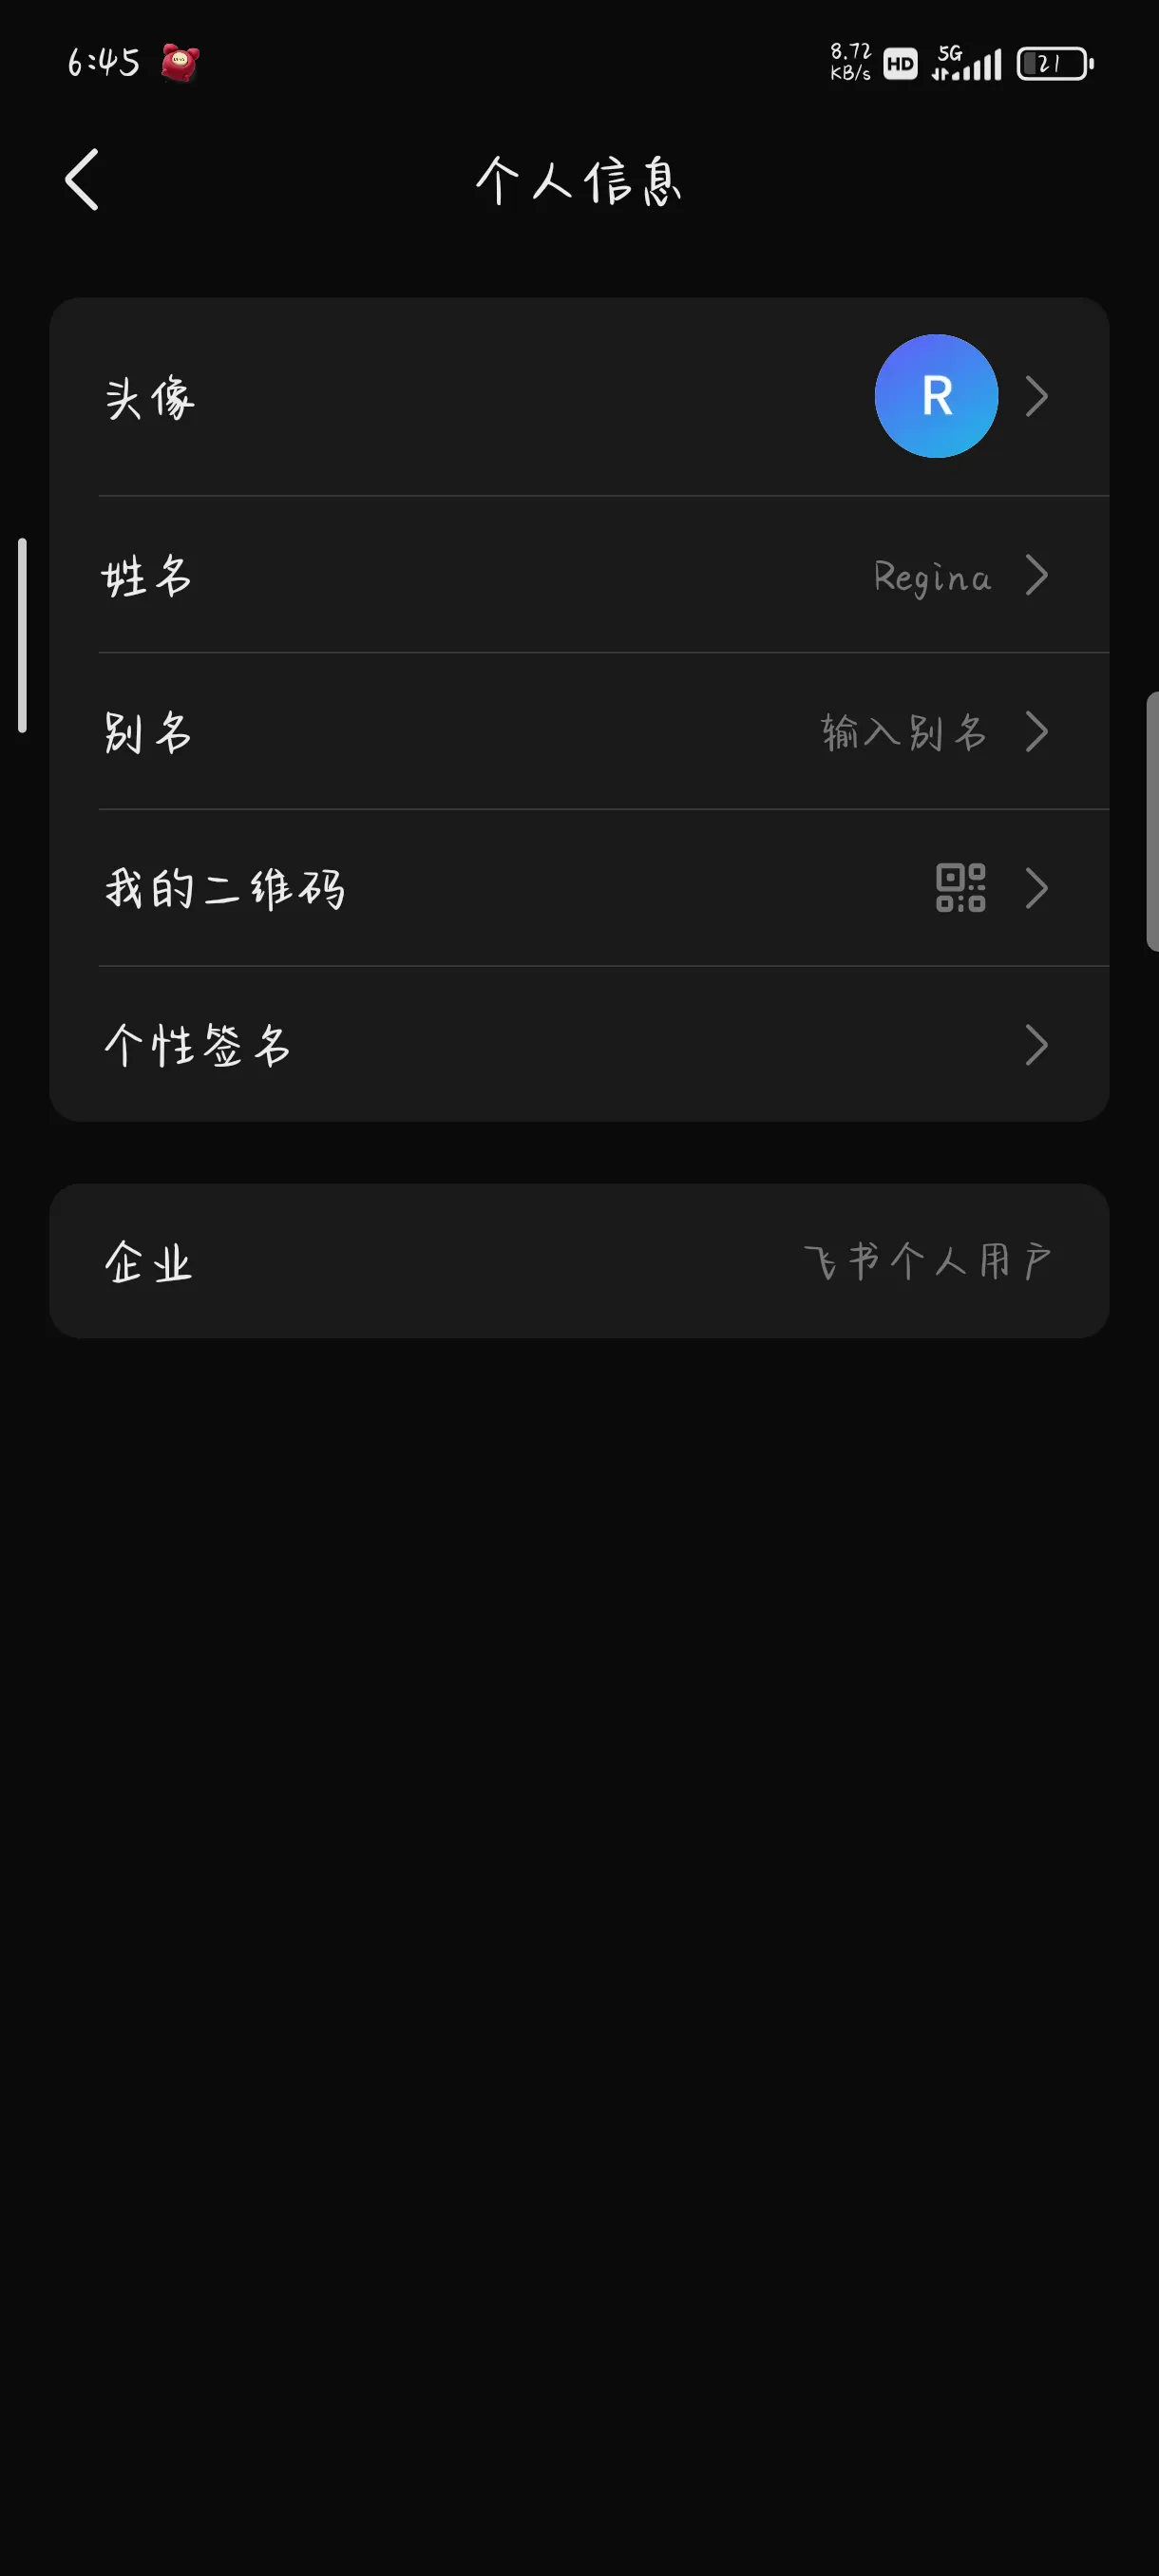 6:45
8.72
KB/s
HD
5G
21
个人信息
头像
R
姓名
Regina
别名
输入别名
我的二维码
个性签名
企业
飞书个人用户